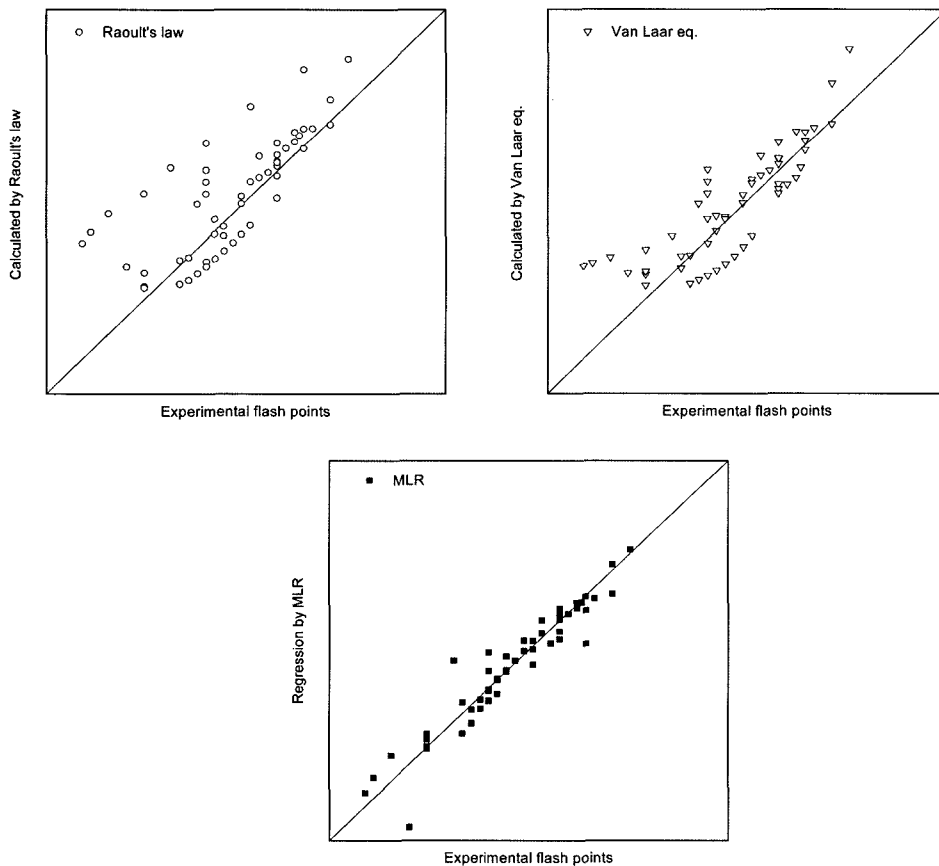 Raoult's law
Calculated by Raoult's law
Experimental flash points
Van Laar eq.
Calculated by Van Laar eq.
Experimental flash points
MLR
Regression by MLR
Experimental flash points